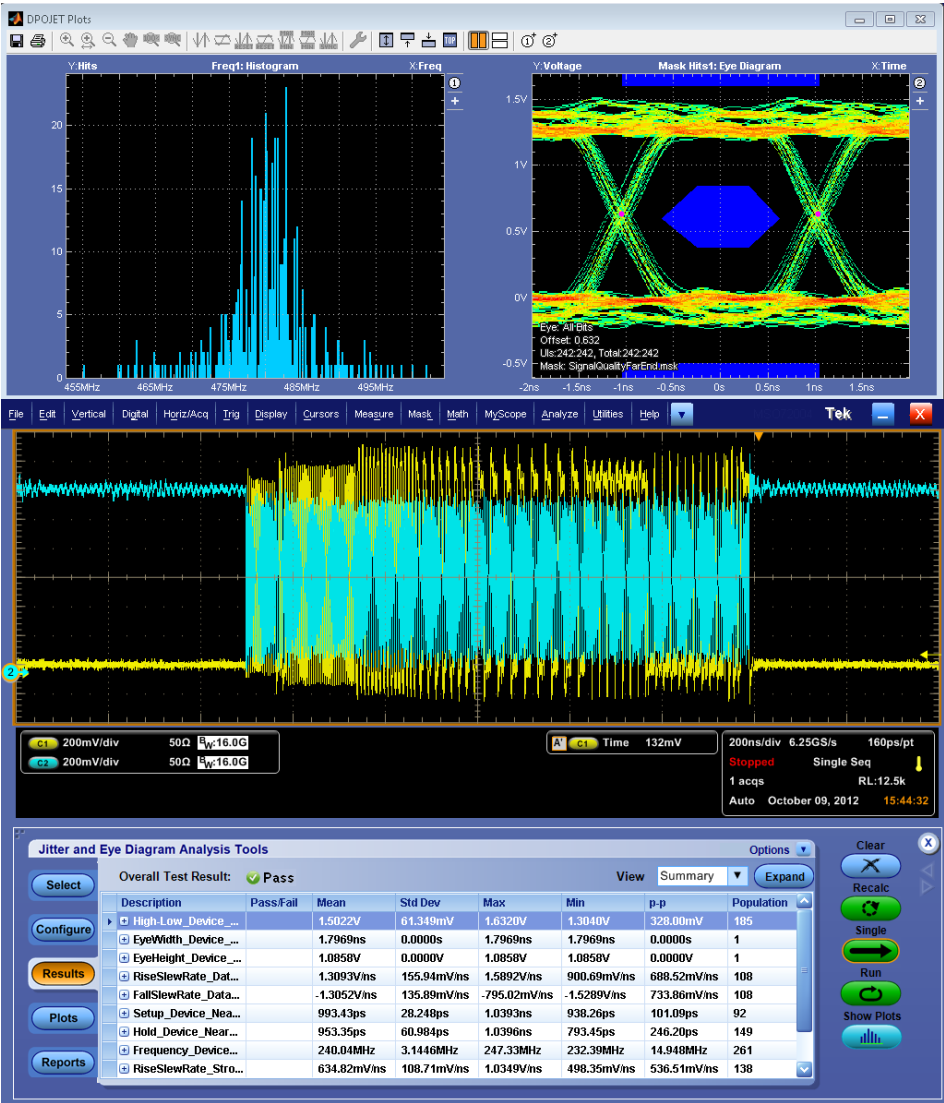 DPOJET Plots
TOP
Y:Hits Freq1: Histogram X:Freq
1
20
15
10
5
0
455MHz 465MHz 475MHz 485MHz 495MHz
Y:Voltage Mask Hits1: Eye Diagram X:Time
2
1.5V
1V
0.5V
0V
-0.5V
Eye: All Bits
Offset: 0.632
UIs:242:242, Total:242:242
Mask: SignalQualityFarEnd.msk
-2ns -1.5ns -1ns -0.5ns 0s 0.5ns 1ns 1.5ns
File Edit Vertical Digital Horiz/Acq Trig Display Cursors Measure Mask Math MyScope Analyze Utilities Help Tek X
2
C1 200mV/div 50Ω BW:16.0G
C2 200mV/div 50Ω BW:16.0G
A' C1 Time 132mV
200ns/div 6.25GS/s 160ps/pt
Stopped Single Seq
1 acqs RL:12.5k
Auto October 09, 2012 15:44:32
Jitter and Eye Diagram Analysis Tools Options
Select
Configure
Results
Plots
Reports
Overall Test Result: Pass View Summary Expand
Description Pass/Fail Mean Std Dev Max Min p-p Population
High-Low_Device_... 1.5022V 61.349mV 1.6320V 1.3040V 328.00mV 185
EyeWidth_Device_... 1.7969ns 0.0000s 1.7969ns 1.7969ns 0.0000s 1
EyeHeight_Device_... 1.0858V 0.0000V 1.0858V 1.0858V 0.0000V 1
RiseSlewRate_Dat... 1.3093V/ns 155.94mV/ns 1.5892V/ns 900.69mV/ns 688.52mV/ns 108
FallSlewRate_Data... -1.3052V/ns 135.89mV/ns -795.02mV/ns -1.5289V/ns 733.86mV/ns 108
Setup_Device_Nea... 993.43ps 28.248ps 1.0393ns 938.26ps 101.09ps 92
Hold_Device_Near... 953.35ps 60.984ps 1.0396ns 793.45ps 246.20ps 149
Frequency_Device... 240.04MHz 3.1446MHz 247.33MHz 232.39MHz 14.948MHz 261
RiseSlewRate_Stro... 634.82mV/ns 108.71mV/ns 1.0349V/ns 498.35mV/ns 536.51mV/ns 138
Clear
Recalc
Single
Run
Show Plots